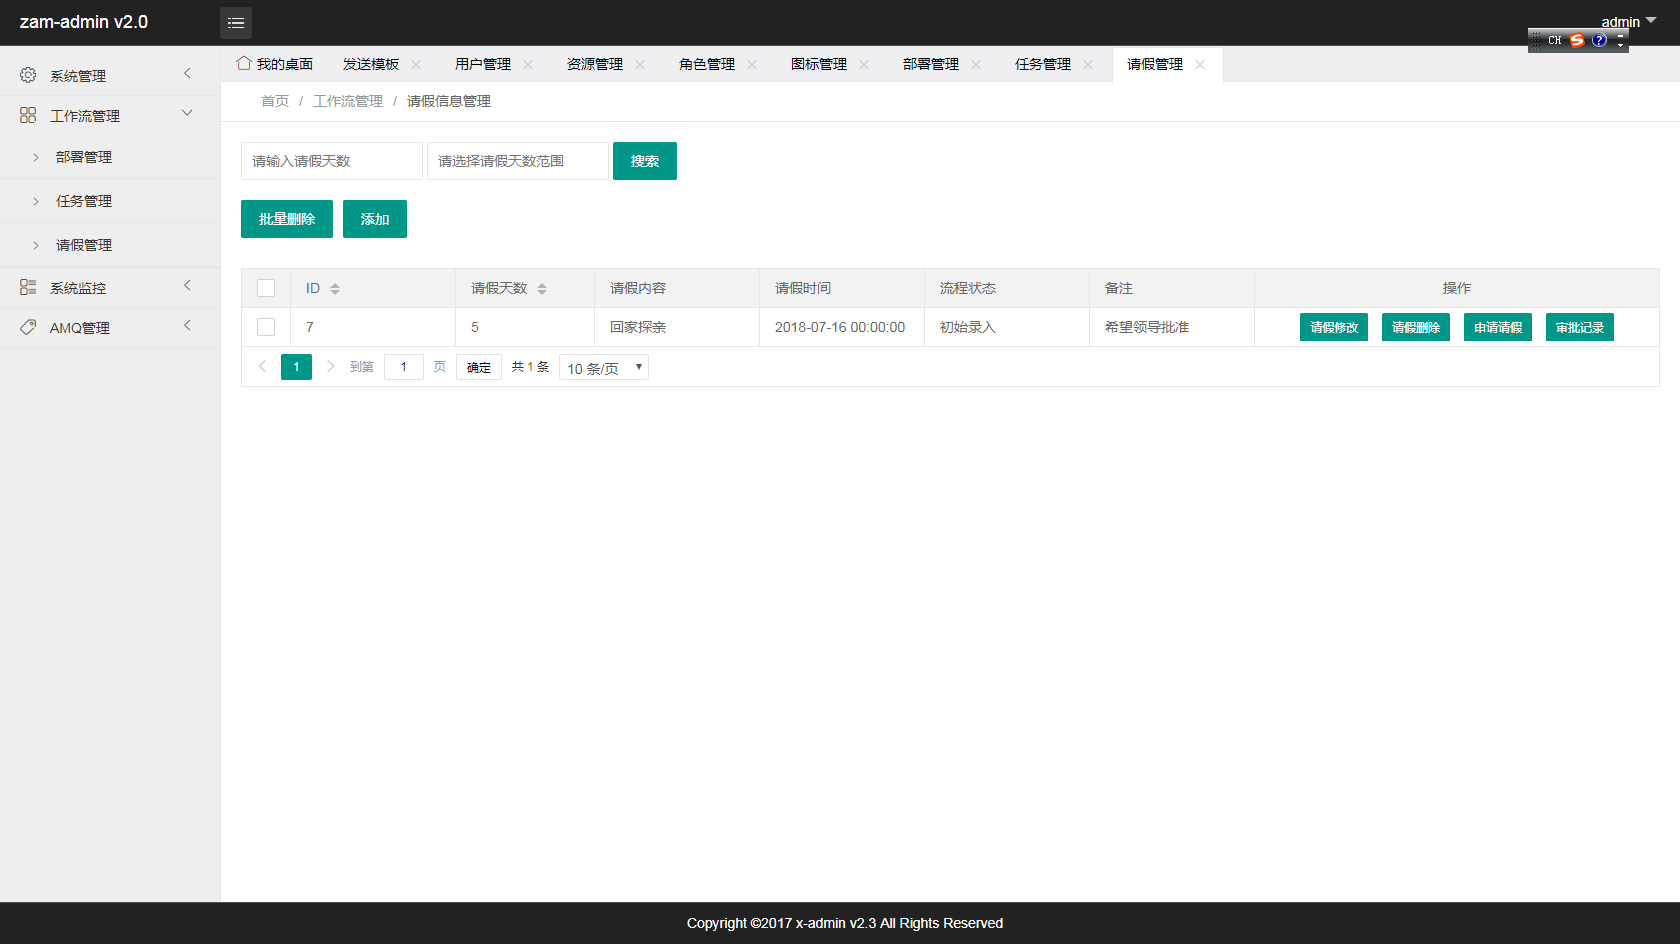 zam-admin v2.0
admin
CH
系统管理
工作流管理
部署管理
任务管理
请假管理
系统监控
AMQ管理
我的桌面 发送模板 用户管理 资源管理 角色管理 图标管理 部署管理 任务管理 请假管理
首页 / 工作流管理 / 请假信息管理
请输入请假天数 请选择请假天数范围 搜索
批量删除 添加
ID 请假天数 请假内容 请假时间 流程状态 备注 操作
7 5 回家探亲 2018-07-16 00:00:00 初始录入 希望领导批准 请假修改 请假删除 申请请假 审批记录
1 到第 1 页 确定 共 1 条 10 条/页
Copyright ©2017 x-admin v2.3 All Rights Reserved